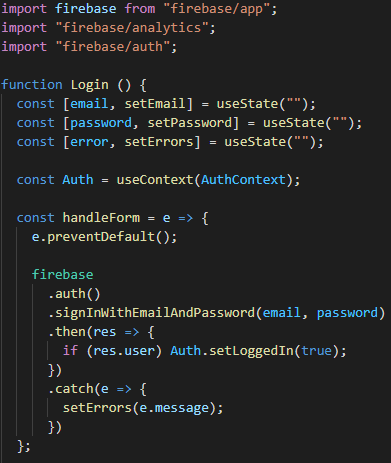 import firebase from "firebase/app";
import "firebase/analytics";
import "firebase/auth";

function Login () {
  const [email, setEmail] = useState("");
  const [password, setPassword] = useState("");
  const [error, setErrors] = useState("");

  const Auth = useContext(AuthContext);

  const handleForm = e => {
    e.preventDefault();

    firebase
      .auth()
      .signInWithEmailAndPassword(email, password)
      .then(res => {
        if (res.user) Auth.setLoggedIn(true);
      })
      .catch(e => {
        setErrors(e.message);
      })
  };